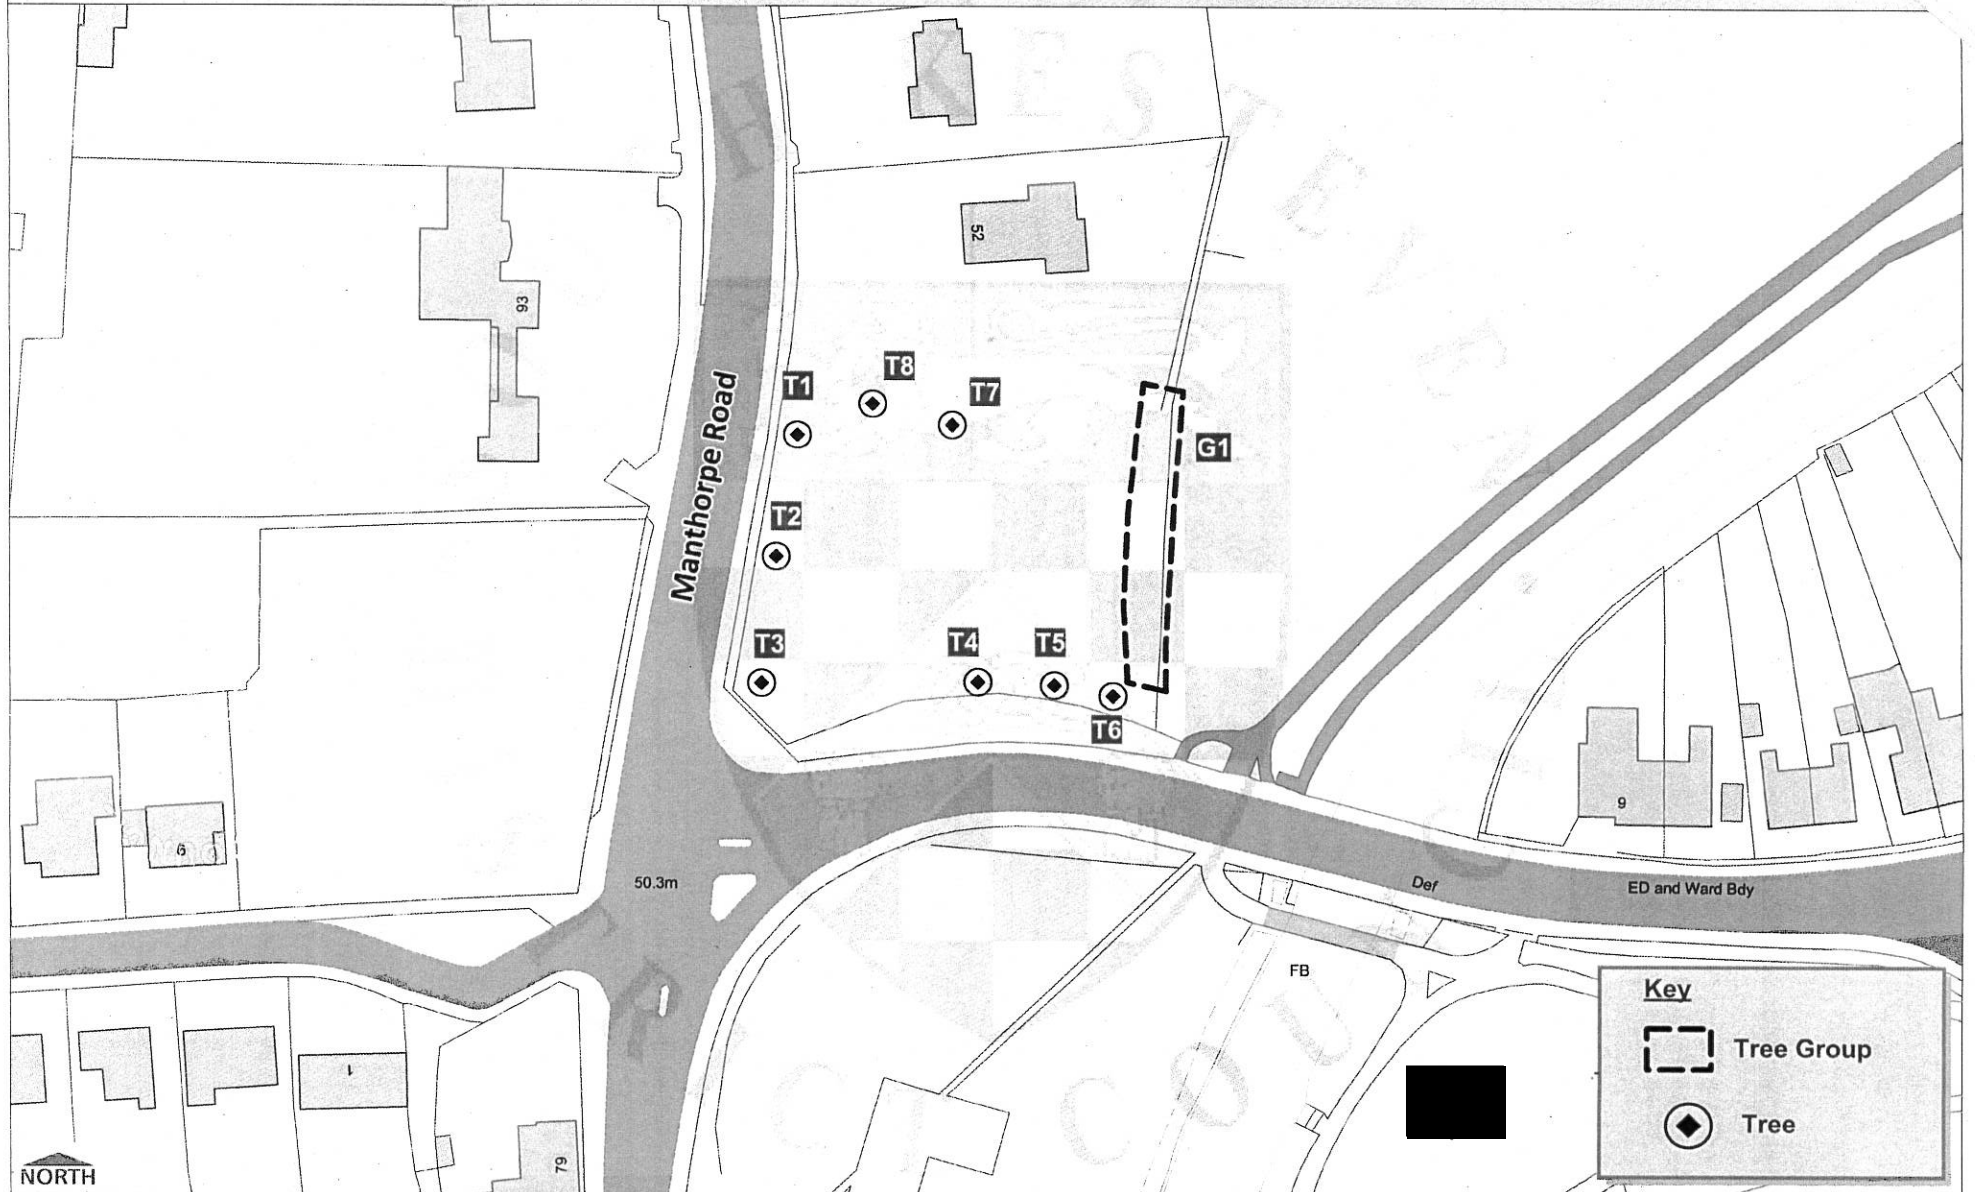 52
93
T1
T8
T7
G1
Manthorpe Road
T2
T3
T4
T5
T6
9
6
50.3m
Def
ED and Ward Bdy
FB
1
79
Key
Tree Group
Tree
NORTH